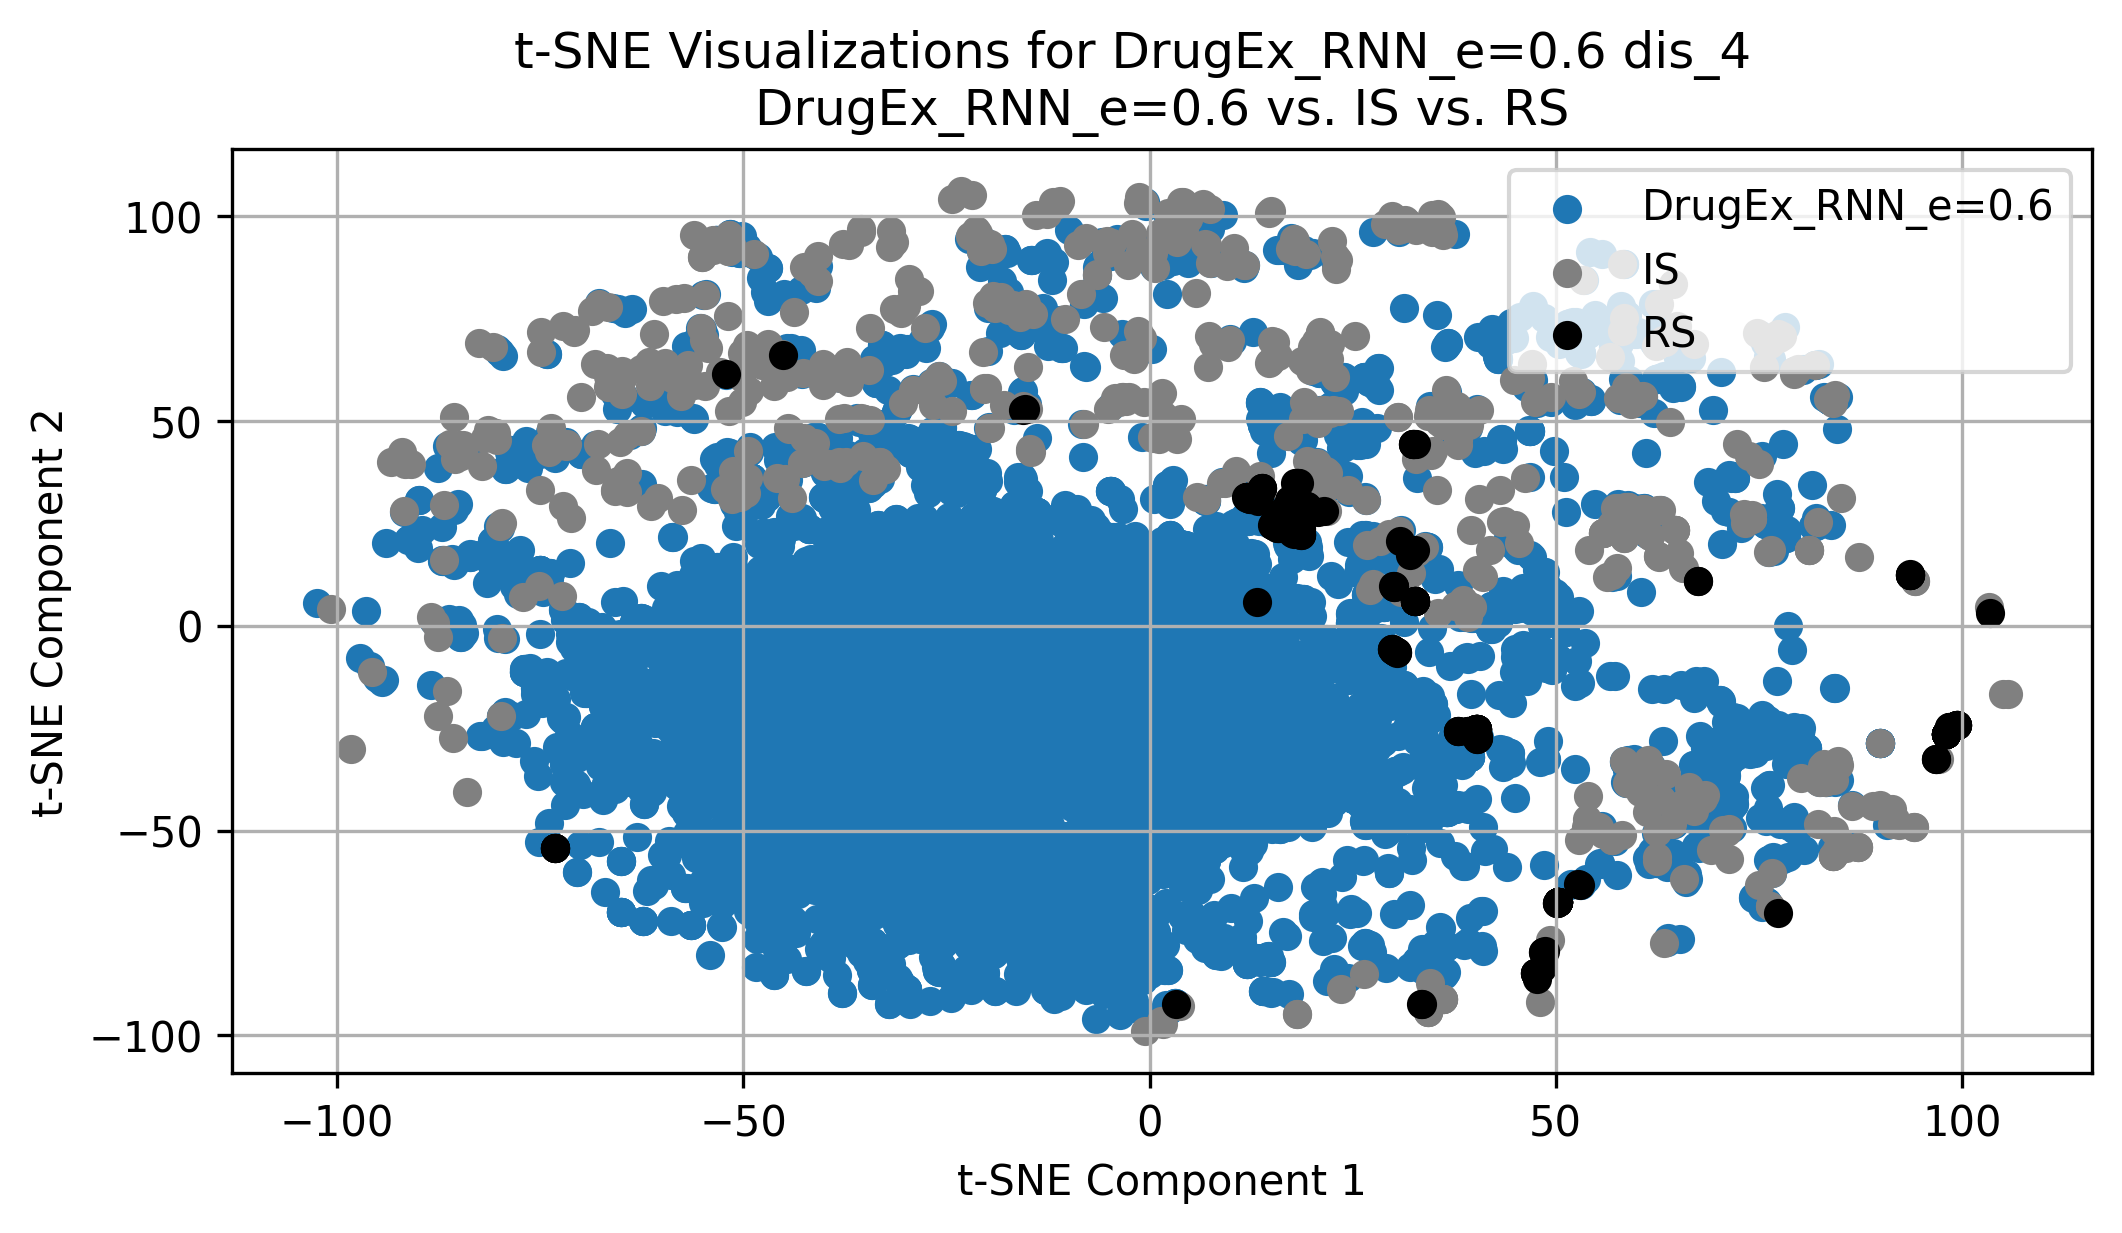 t-SNE Visualizations for DrugEx_RNN_e=0.6 dis_4
DrugEx_RNN_e=0.6 vs. IS vs. RS
DrugEx_RNN_e=0.6
IS
RS
t-SNE Component 2
100
50
0
−50
−100
−100
−50
0
50
100
t-SNE Component 1